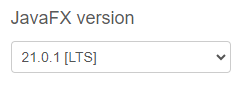 JavaFX version
21.0.1 [LTS]